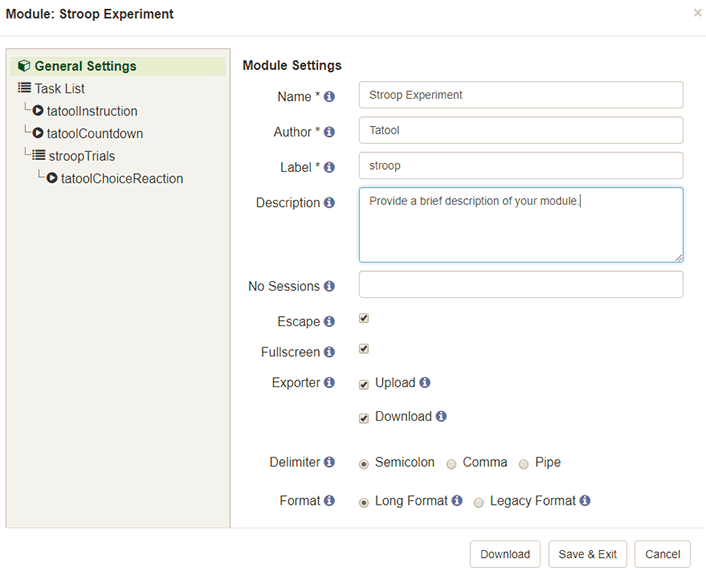 Module: Stroop Experiment
×
General Settings
Task List
tatoolInstruction
tatoolCountdown
stroopTrials
tatoolChoiceReaction
Module Settings
Name * Stroop Experiment
Author * Tatool
Label * stroop
Description Provide a brief description of your module.
No Sessions
Escape
Fullscreen
Exporter Upload
Download
Delimiter Semicolon Comma Pipe
Format Long Format Legacy Format
Download Save & Exit Cancel